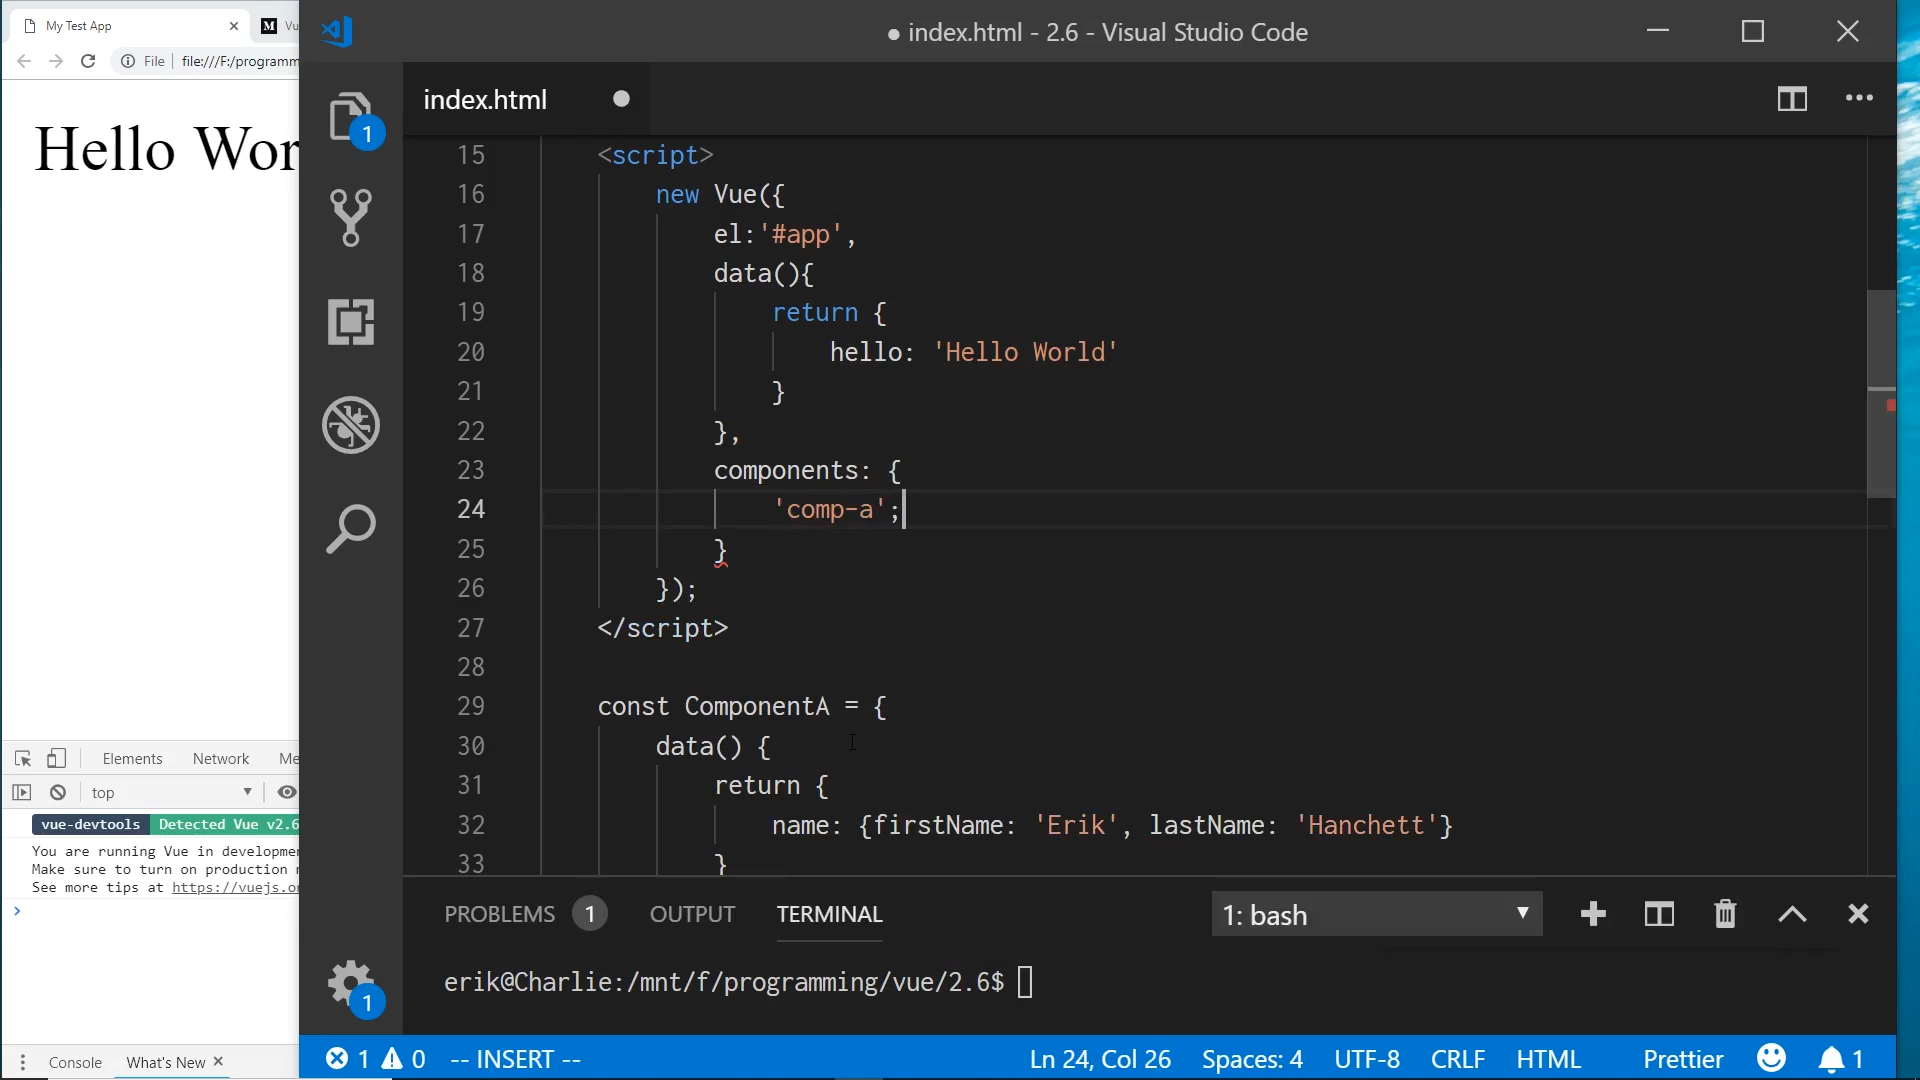 My Test App
M Vu
File file:///F:/programm
Hello Wor
Elements Network Me
top
vue-devtools Detected Vue v2.6
You are running Vue in developmen
Make sure to turn on production m
See more tips at https://vuejs.or
>
Console What's New
● index.html - 2.6 - Visual Studio Code
1
index.html
15 <script>
16 new Vue({
17 el:'#app',
18 data(){
19 return {
20 hello: 'Hello World'
21 }
22 },
23 components: {
24 'comp-a';
25 }
26 });
27 </script>
28
29 const ComponentA = {
30 data() {
31 return {
32 name: {firstName: 'Erik', lastName: 'Hanchett'}
33 }
PROBLEMS 1 OUTPUT TERMINAL 1: bash
erik@Charlie:/mnt/f/programming/vue/2.6$
1
1 0 -- INSERT -- Ln 24, Col 26 Spaces: 4 UTF-8 CRLF HTML Prettier 1